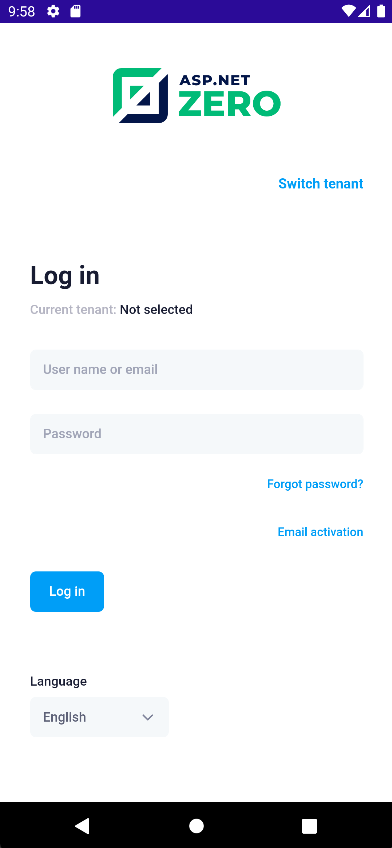 9:58
ASP.NET
ZERO
Switch tenant
Log in
Current tenant: Not selected
User name or email
Password
Forgot password?
Email activation
Log in
Language
English